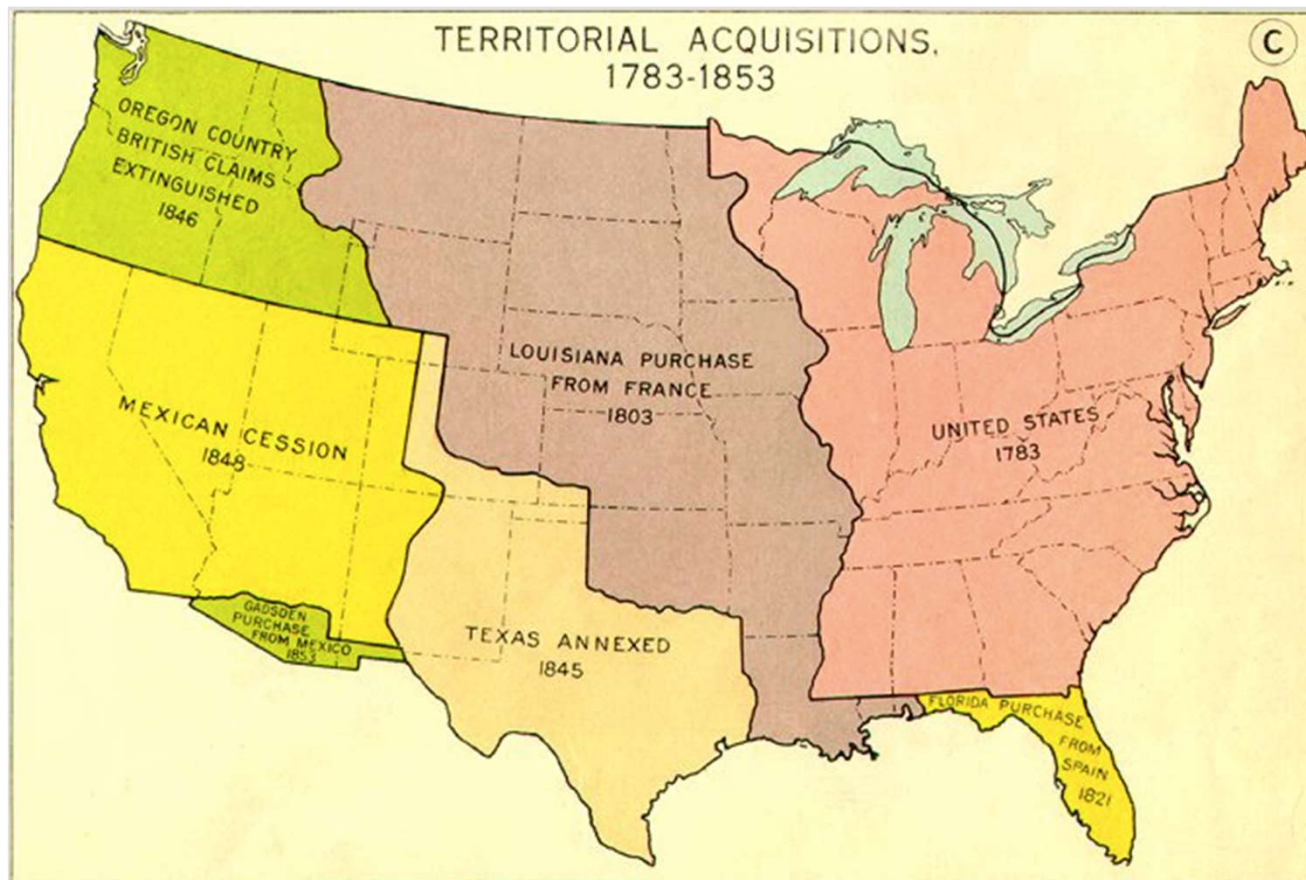 TERRITORIAL ACQUISITIONS,
1783-1853
C
OREGON COUNTRY
BRITISH CLAIMS
EXTINGUISHED
1846
LOUISIANA PURCHASE
FROM FRANCE
1803
UNITED STATES
1783
MEXICAN CESSION
1848
GADSDEN
PURCHASE
FROM MEXICO
1853
TEXAS ANNEXED
1845
FLORIDA PURCHASE
FROM
SPAIN
1821